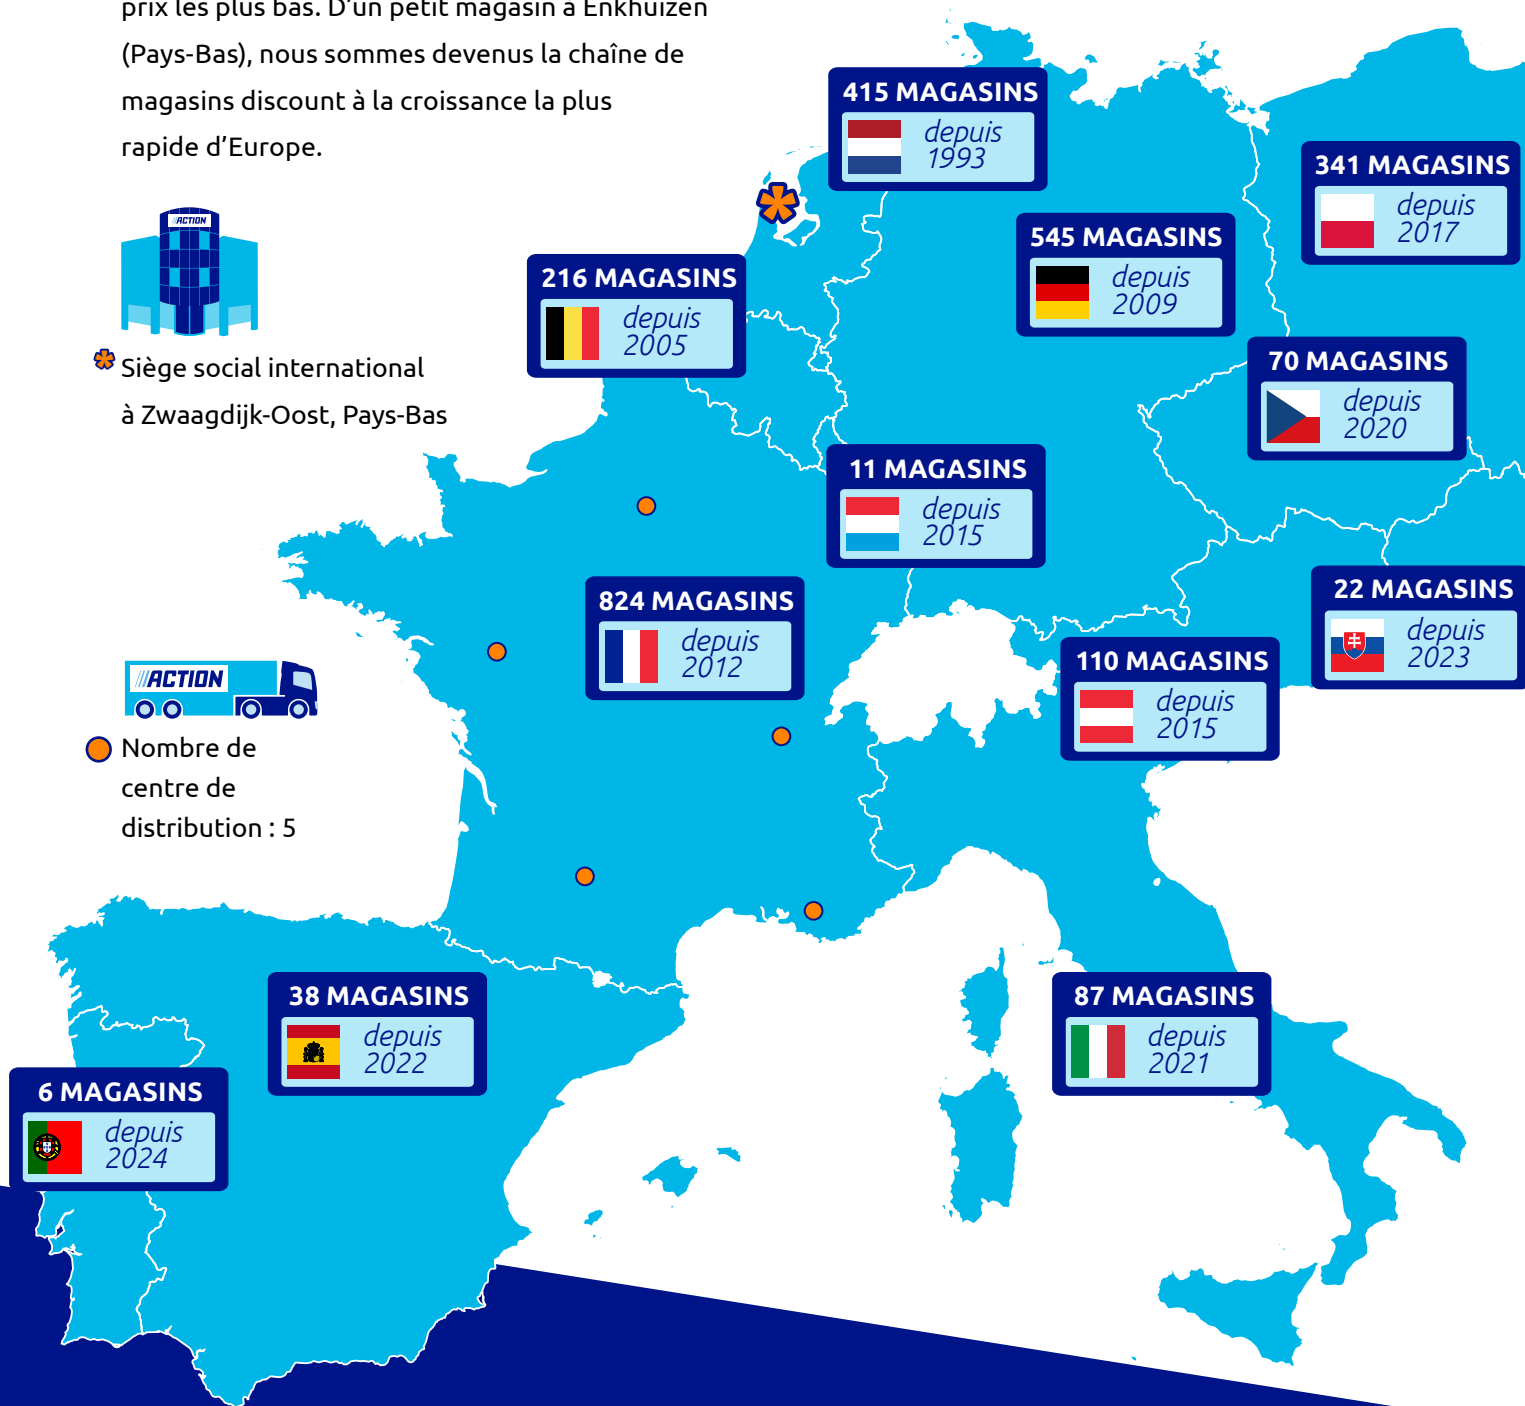 prix les plus bas. D’un petit magasin à Enkhuizen
(Pays-Bas), nous sommes devenus la chaîne de
magasins discount à la croissance la plus
rapide d’Europe.
ACTION
Siège social international
à Zwaagdijk-Oost, Pays-Bas
ACTION
Nombre de
centre de
distribution : 5
415 MAGASINS
depuis
1993
341 MAGASINS
depuis
2017
545 MAGASINS
depuis
2009
216 MAGASINS
depuis
2005
70 MAGASINS
depuis
2020
11 MAGASINS
depuis
2015
824 MAGASINS
depuis
2012
22 MAGASINS
depuis
2023
110 MAGASINS
depuis
2015
38 MAGASINS
depuis
2022
87 MAGASINS
depuis
2021
6 MAGASINS
depuis
2024